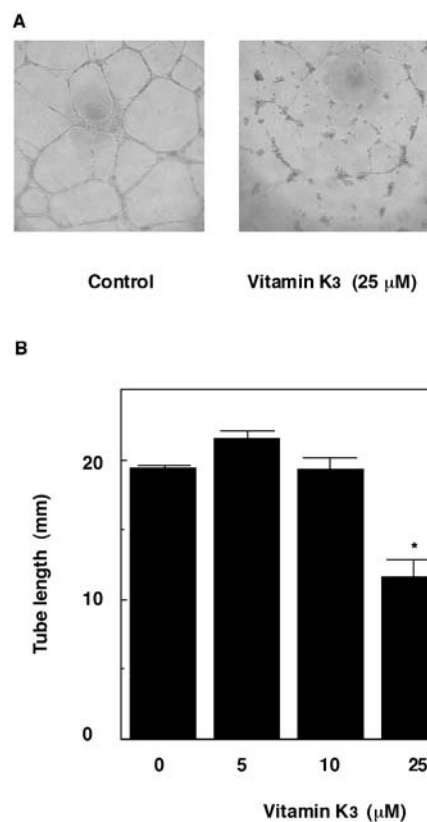 A
Control
Vitamin K3 (25 μM)
B
Tube length (mm)
20
10
0
*
0 5 10 25
Vitamin K3 (μM)